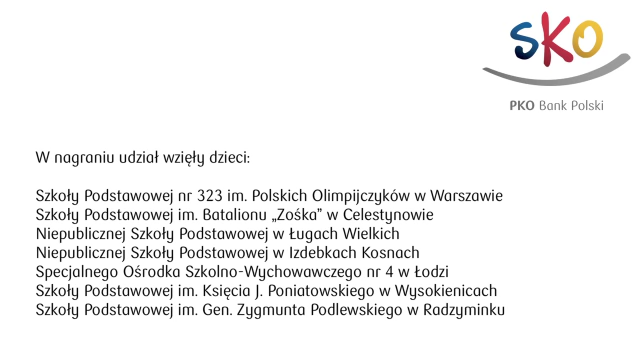 SKO
PKO Bank Polski
W nagraniu udział wzięły dzieci:
Szkoły Podstawowej nr 323 im. Polskich Olimpijczyków w Warszawie
Szkoły Podstawowej im. Batalionu „Zośka” w Celestynowie
Niepublicznej Szkoły Podstawowej w Ługach Wielkich
Niepublicznej Szkoły Podstawowej w Izdebkach Kosnach
Specjalnego Ośrodka Szkolno-Wychowawczego nr 4 w Łodzi
Szkoły Podstawowej im. Księcia J. Poniatowskiego w Wysokienicach
Szkoły Podstawowej im. Gen. Zygmunta Podlewskiego w Radzyminku